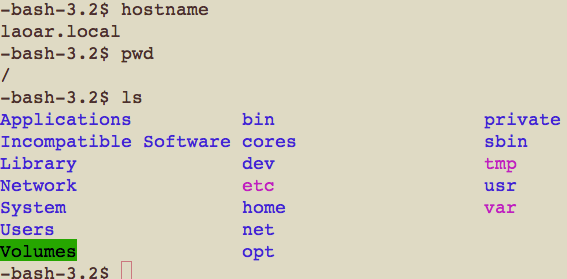 -bash-3.2$ hostname
laoar.local
-bash-3.2$ pwd
/
-bash-3.2$ ls
Applications bin private
Incompatible Software cores sbin
Library dev tmp
Network etc usr
System home var
Users net
Volumes opt
-bash-3.2$